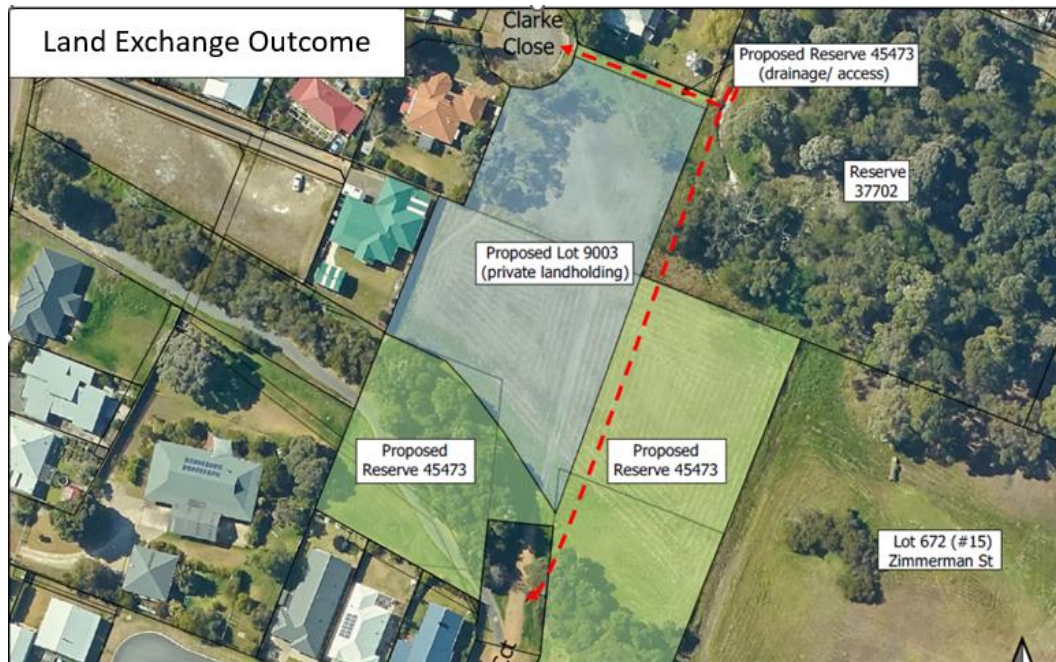 Land Exchange Outcome
Clarke
Close
Proposed Reserve 45473
(drainage/ access)
Reserve
37702
Proposed Lot 9003
(private landholding)
Proposed
Reserve 45473
Proposed
Reserve 45473
Lot 672 (#15)
Zimmerman St
Ct